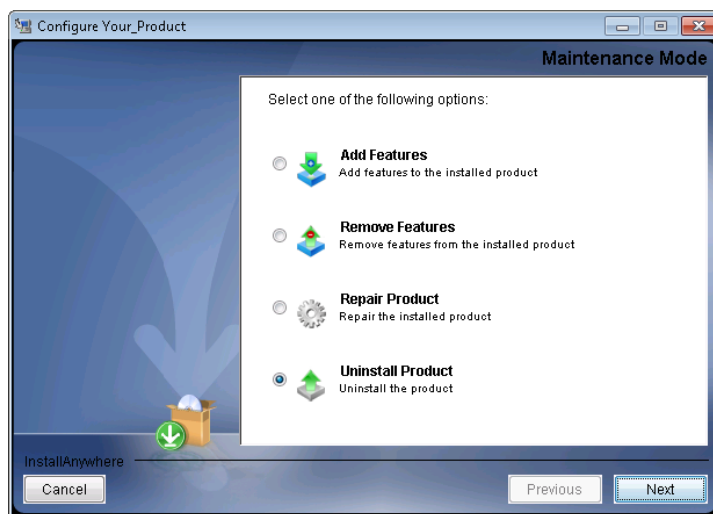 Configure Your_Product
Maintenance Mode
Select one of the following options:
Add Features
Add features to the installed product
Remove Features
Remove features from the installed product
Repair Product
Repair the installed product
Uninstall Product
Uninstall the product
InstallAnywhere
Cancel
Previous
Next